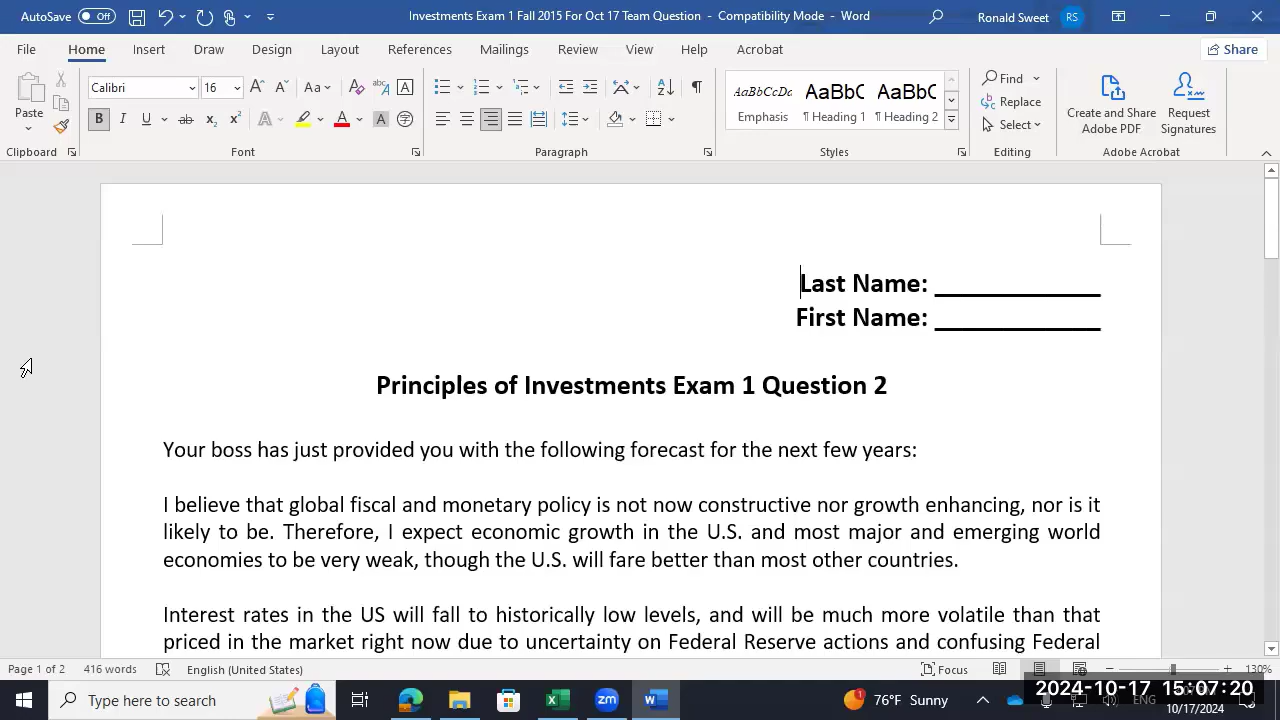 AutoSave Off Investments Exam 1 Fall 2015 For Oct 17 Team Question - Compatibility Mode - Word Ronald Sweet RS
File Home Insert Draw Design Layout References Mailings Review View Help Acrobat Share
Calibri 16 Aa AaBbCcDc AaBbC AaBbC Find
Paste Replace Create and Share Request
B I U ab x₂ x² A Emphasis ¶ Heading 1 ¶ Heading 2 Select Adobe PDF Signatures
Clipboard Font Paragraph Styles Editing Adobe Acrobat
Last Name: ____________
First Name: ____________
Principles of Investments Exam 1 Question 2
Your boss has just provided you with the following forecast for the next few years:
I believe that global fiscal and monetary policy is not now constructive nor growth enhancing, nor is it
likely to be. Therefore, I expect economic growth in the U.S. and most major and emerging world
economies to be very weak, though the U.S. will fare better than most other countries.
Interest rates in the US will fall to historically low levels, and will be much more volatile than that
priced in the market right now due to uncertainty on Federal Reserve actions and confusing Federal
Page 1 of 2 416 words English (United States) Focus 130%
Type here to search zm 76°F Sunny ENG
2024-10-17 15:07:20
10/17/2024